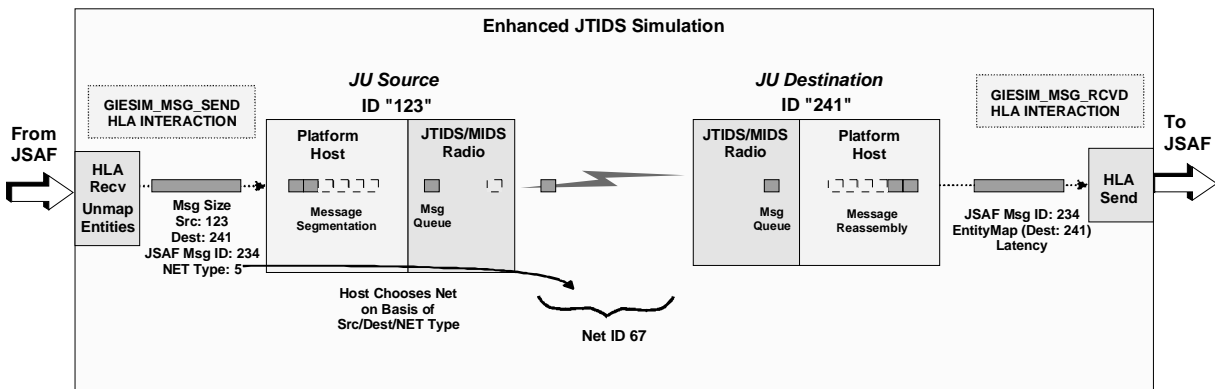 Enhanced JTIDS Simulation
From
JSAF
GIESIM_MSG_SEND
HLA INTERACTION
HLA
Recv
Unmap
Entities
Msg Size
Src: 123
Dest: 241
JSAF Msg ID: 234
NET Type: 5
JU Source
ID "123"
Platform
Host
Message
Segmentation
JTIDS/MIDS
Radio
Msg
Queue
Host Chooses Net
on Basis of
Src/Dest/NET Type
Net ID 67
JU Destination
ID "241"
JTIDS/MIDS
Radio
Msg
Queue
Platform
Host
Message
Reassembly
GIESIM_MSG_RCVD
HLA INTERACTION
JSAF Msg ID: 234
EntityMap (Dest: 241)
Latency
HLA
Send
To
JSAF